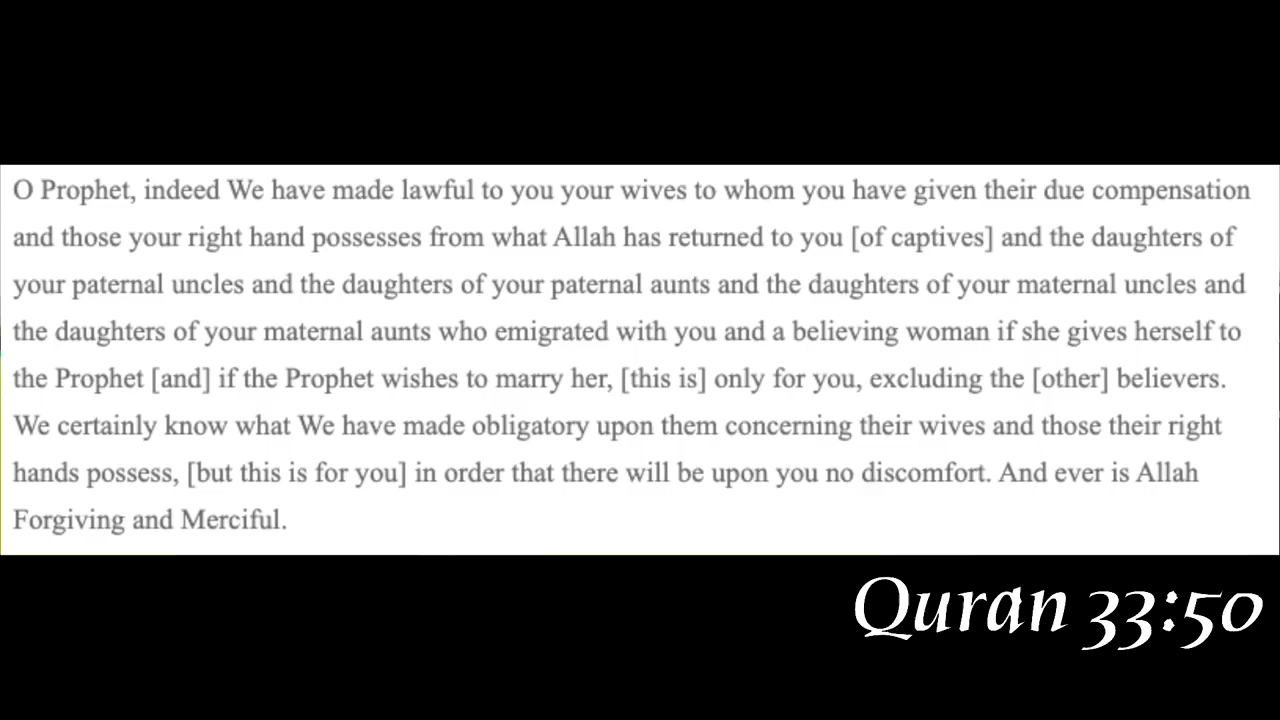 O Prophet, indeed We have made lawful to you your wives to whom you have given their due compensation
and those your right hand possesses from what Allah has returned to you [of captives] and the daughters of
your paternal uncles and the daughters of your paternal aunts and the daughters of your maternal uncles and
the daughters of your maternal aunts who emigrated with you and a believing woman if she gives herself to
the Prophet [and] if the Prophet wishes to marry her, [this is] only for you, excluding the [other] believers.
We certainly know what We have made obligatory upon them concerning their wives and those their right
hands possess, [but this is for you] in order that there will be upon you no discomfort. And ever is Allah
Forgiving and Merciful.
Quran 33:50